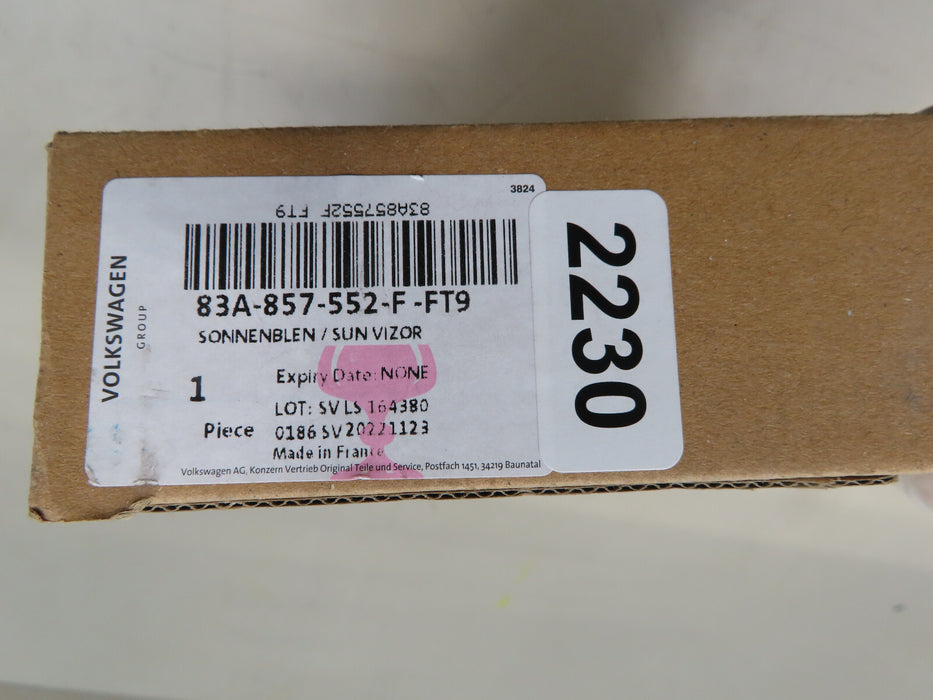 3824
83A857552F FT9
83A-857-552-F -FT9
SONNENBLEN / SUN VIZOR
VOLKSWAGEN
GROUP
1
Piece
Expiry Date: NONE
LOT: SV LS 164380
0186 SV 20221123
Made in France
Volkswagen AG, Konzern Vertrieb Original Teile und Service, Postfach 1451, 34219 Baunatal
2230